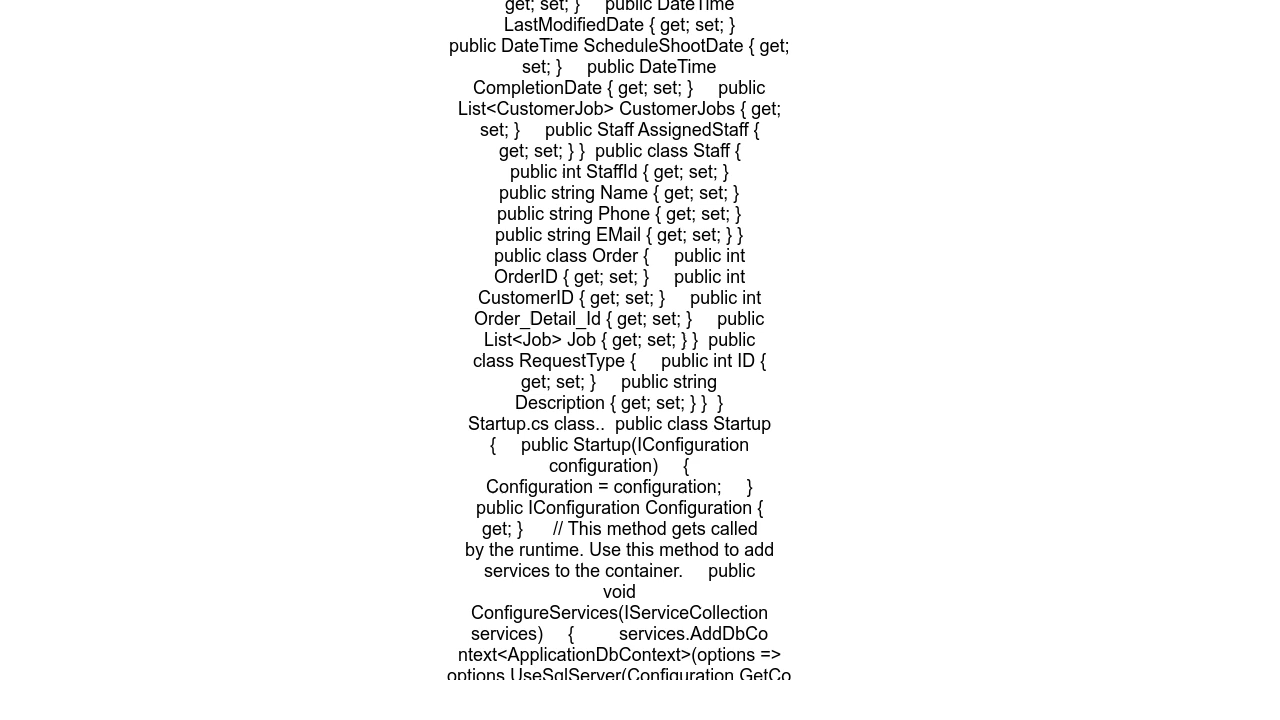 get; set; }     public DateTime
LastModifiedDate { get; set; }
public DateTime ScheduleShootDate { get;
set; }     public DateTime
CompletionDate { get; set; }     public
List<CustomerJob> CustomerJobs { get;
set; }     public Staff AssignedStaff {
get; set; } }  public class Staff {
public int StaffId { get; set; }
public string Name { get; set; }
public string Phone { get; set; }
public string EMail { get; set; } }
public class Order {     public int
OrderID { get; set; }     public int
CustomerID { get; set; }     public int
Order_Detail_Id { get; set; }     public
List<Job> Job { get; set; } }  public
class RequestType {     public int ID {
get; set; }     public string
Description { get; set; } }  }
Startup.cs class..  public class Startup
{     public Startup(IConfiguration
configuration)     {
Configuration = configuration;     }
public IConfiguration Configuration {
get; }      // This method gets called
by the runtime. Use this method to add
services to the container.     public
void
ConfigureServices(IServiceCollection
services)     {         services.AddDbCo
ntext<ApplicationDbContext>(options =>
options.UseSqlServer(Configuration.GetCo